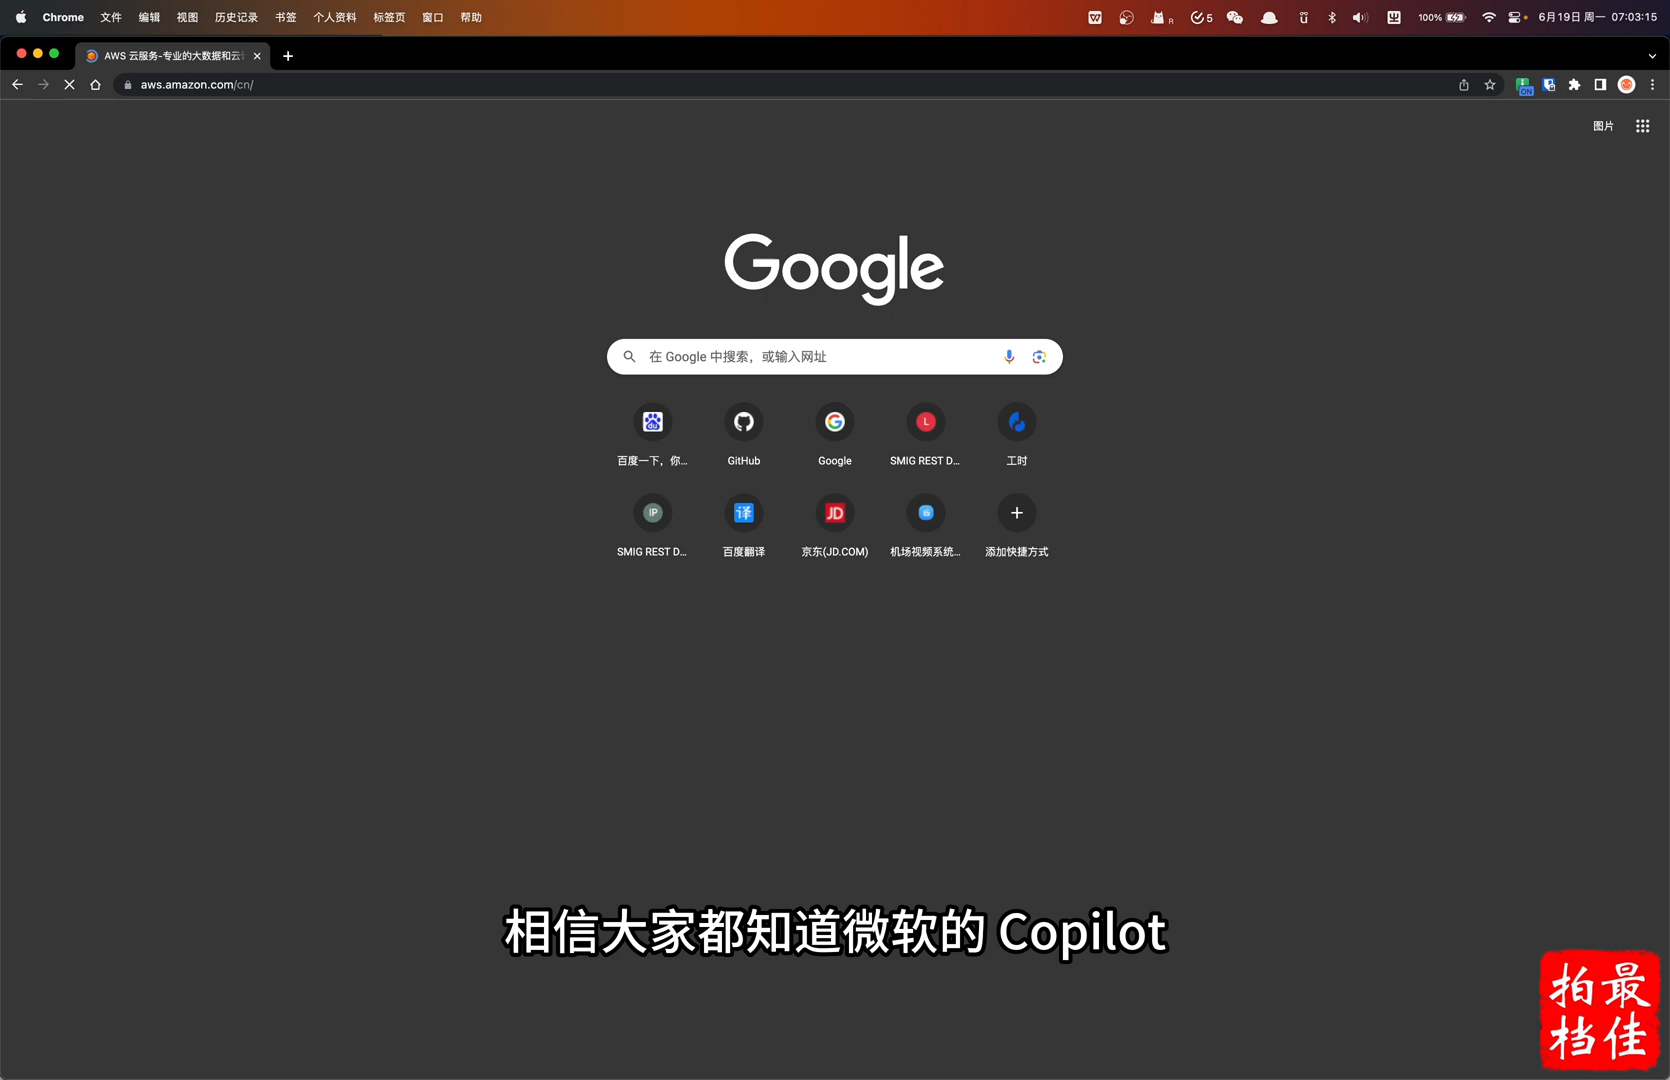 Chrome 文件 编辑 视图 历史记录 书签 个人资料 标签页 窗口 帮助
5 100% 6月19日 周一 07:03:15
AWS 云服务-专业的大数据和云
aws.amazon.com/cn/
ON
图片
Google
在 Google 中搜索，或输入网址
百度一下，你...
GitHub
Google
L
SMIG REST D...
工时
IP
SMIG REST D...
译
百度翻译
JD
京东(JD.COM)
机场视频系统...
添加快捷方式
相信大家都知道微软的 Copilot
最佳
拍档